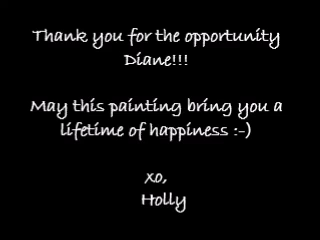 Thank you for the opportunity
Diane!!!
May this painting bring you a
lifetime of happiness :-)
xo,
Holly